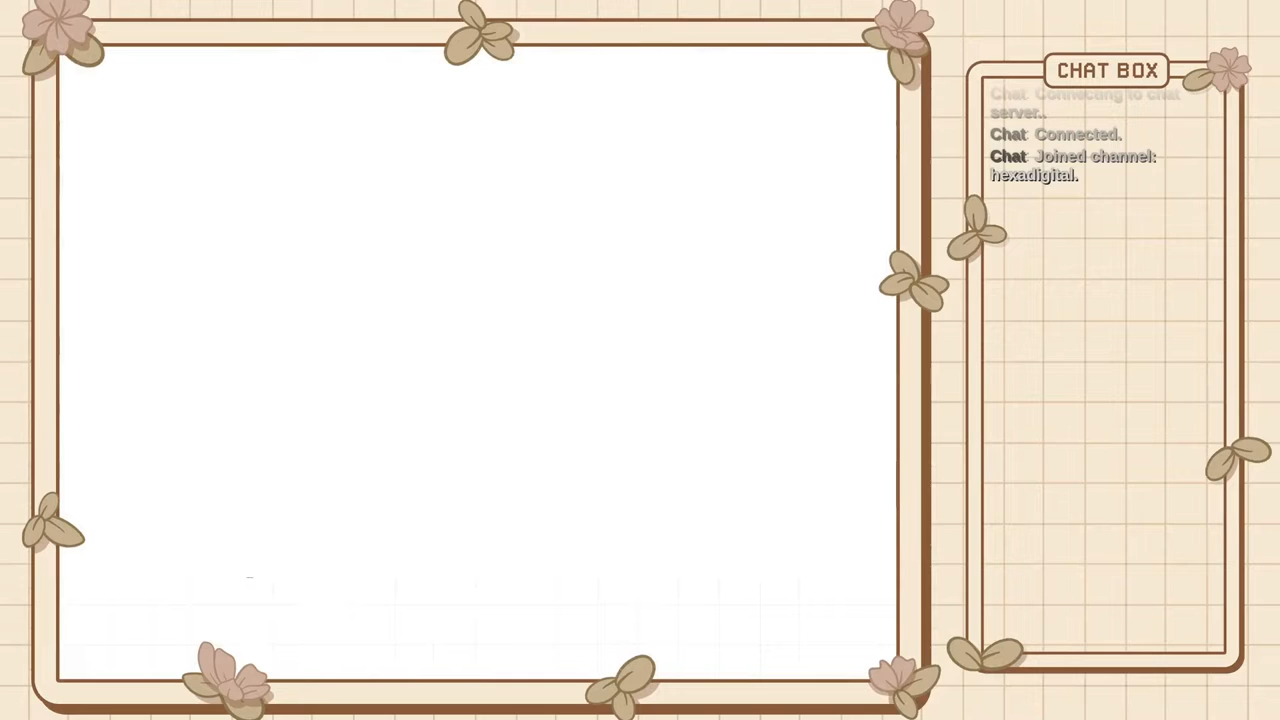 CHAT BOX
Chat Connecting to chat
server..
Chat Connected.
Chat Joined channel:
hexadigital.